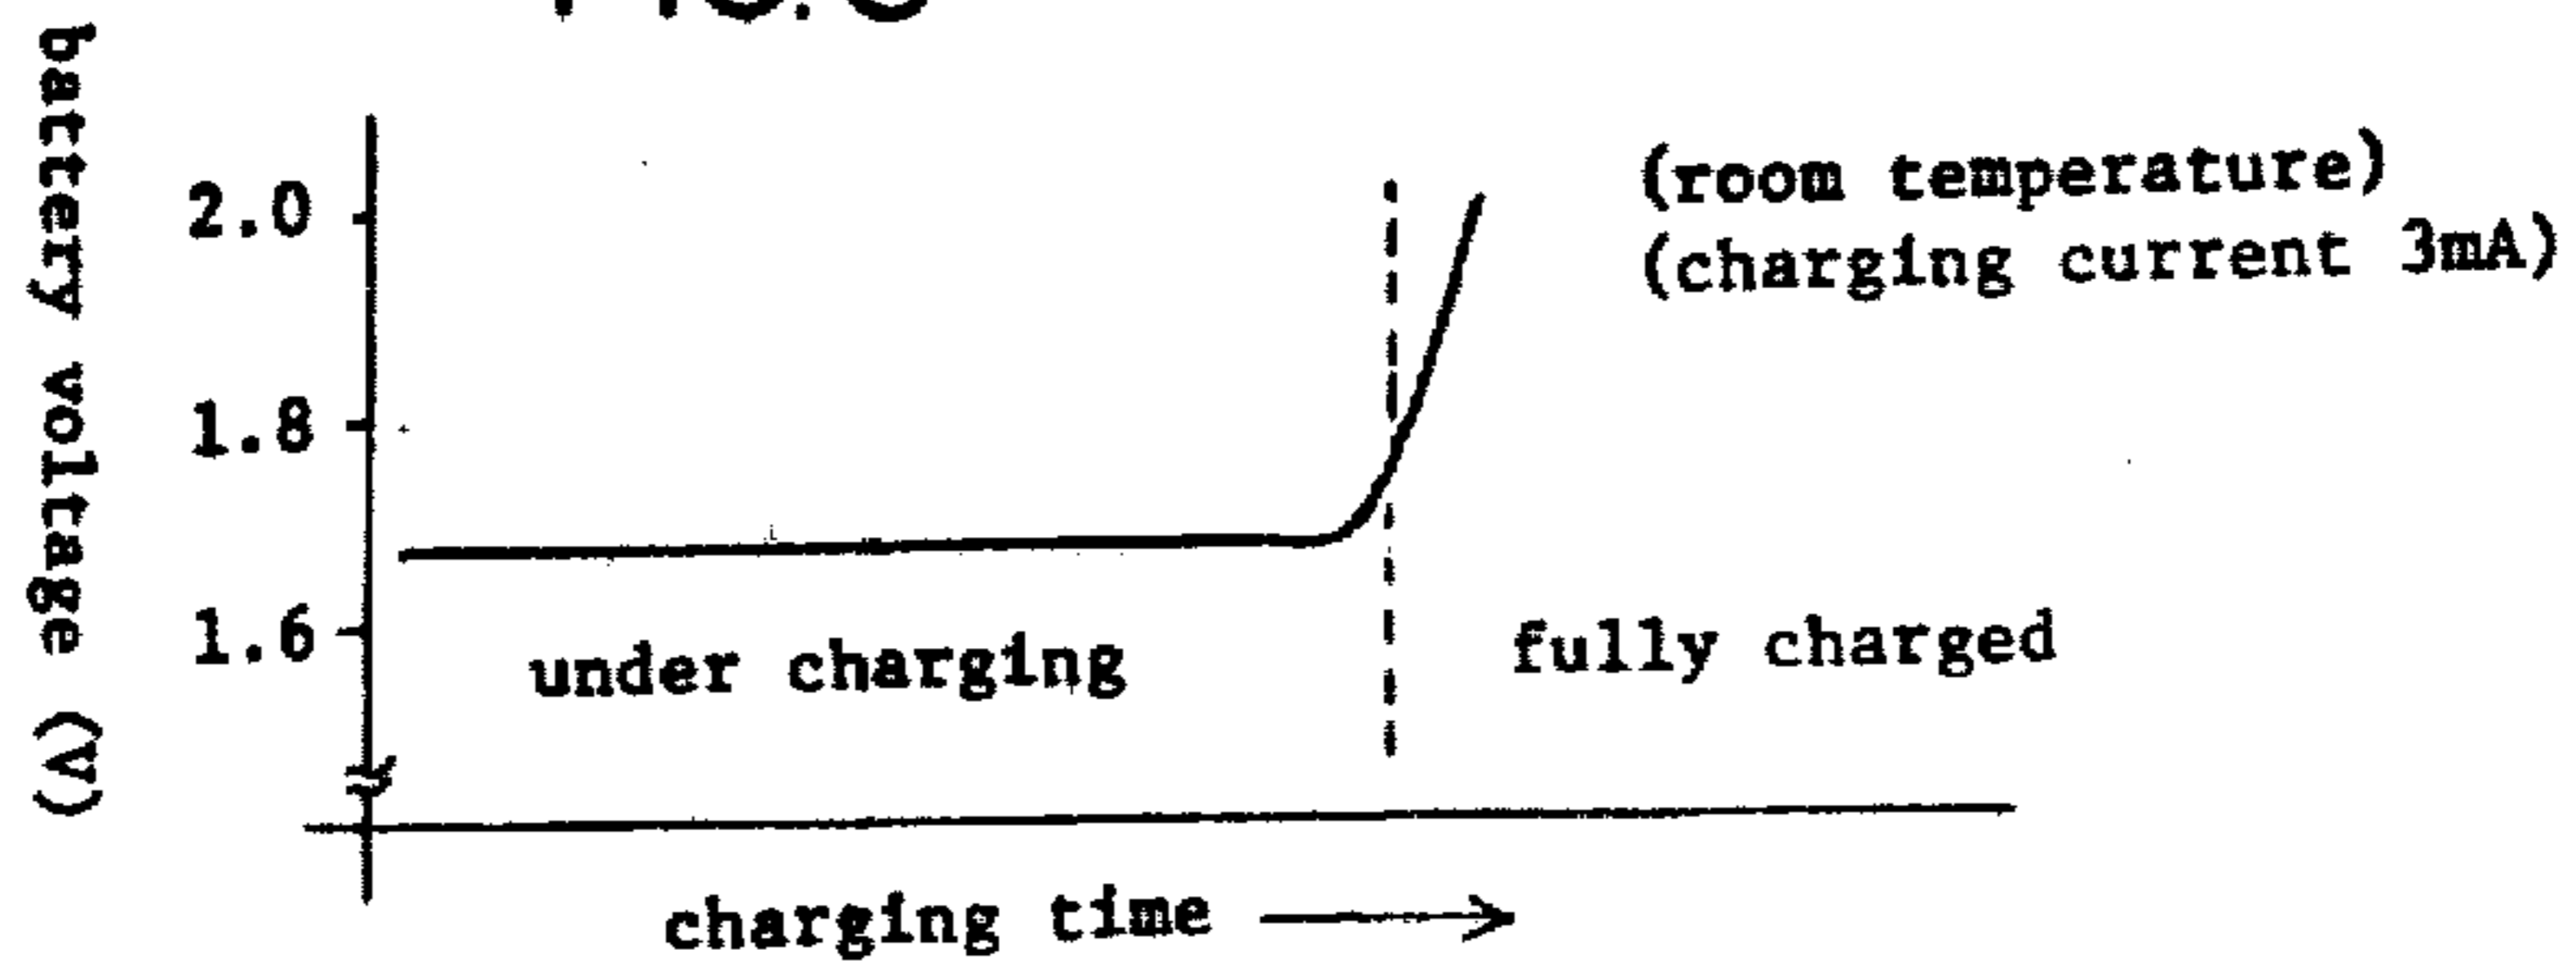 battery voltage (V)
2.0
1.8
1.6
(room temperature)
(charging current 3mA)
under charging
fully charged
charging time